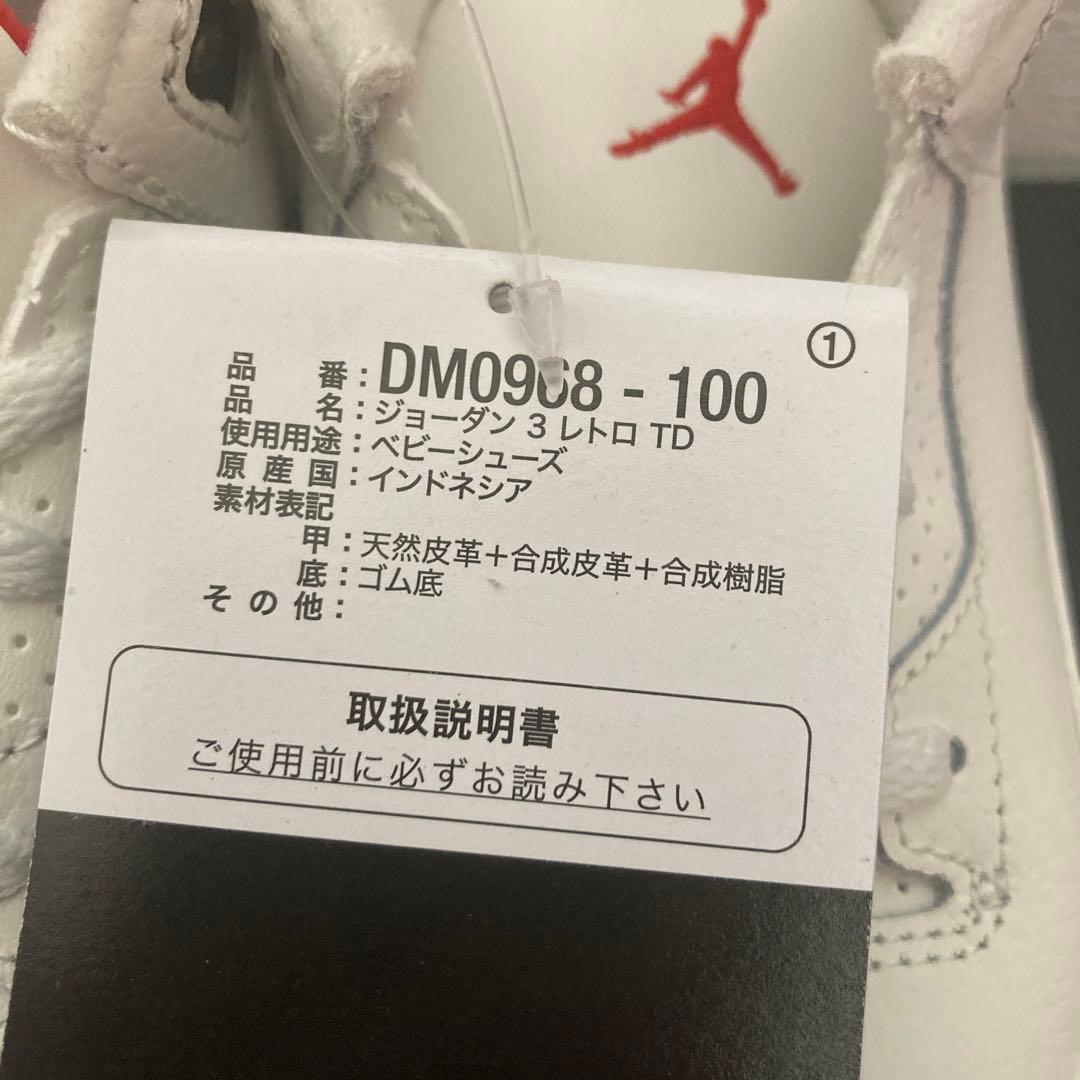 ①
品番：DM0968 - 100
品名：ジョーダン 3 レトロ TD
使用用途：ベビーシューズ
原産国：インドネシア
素材表記
甲：天然皮革＋合成皮革＋合成樹脂
底：ゴム底
その他：
取扱説明書
ご使用前に必ずお読み下さい